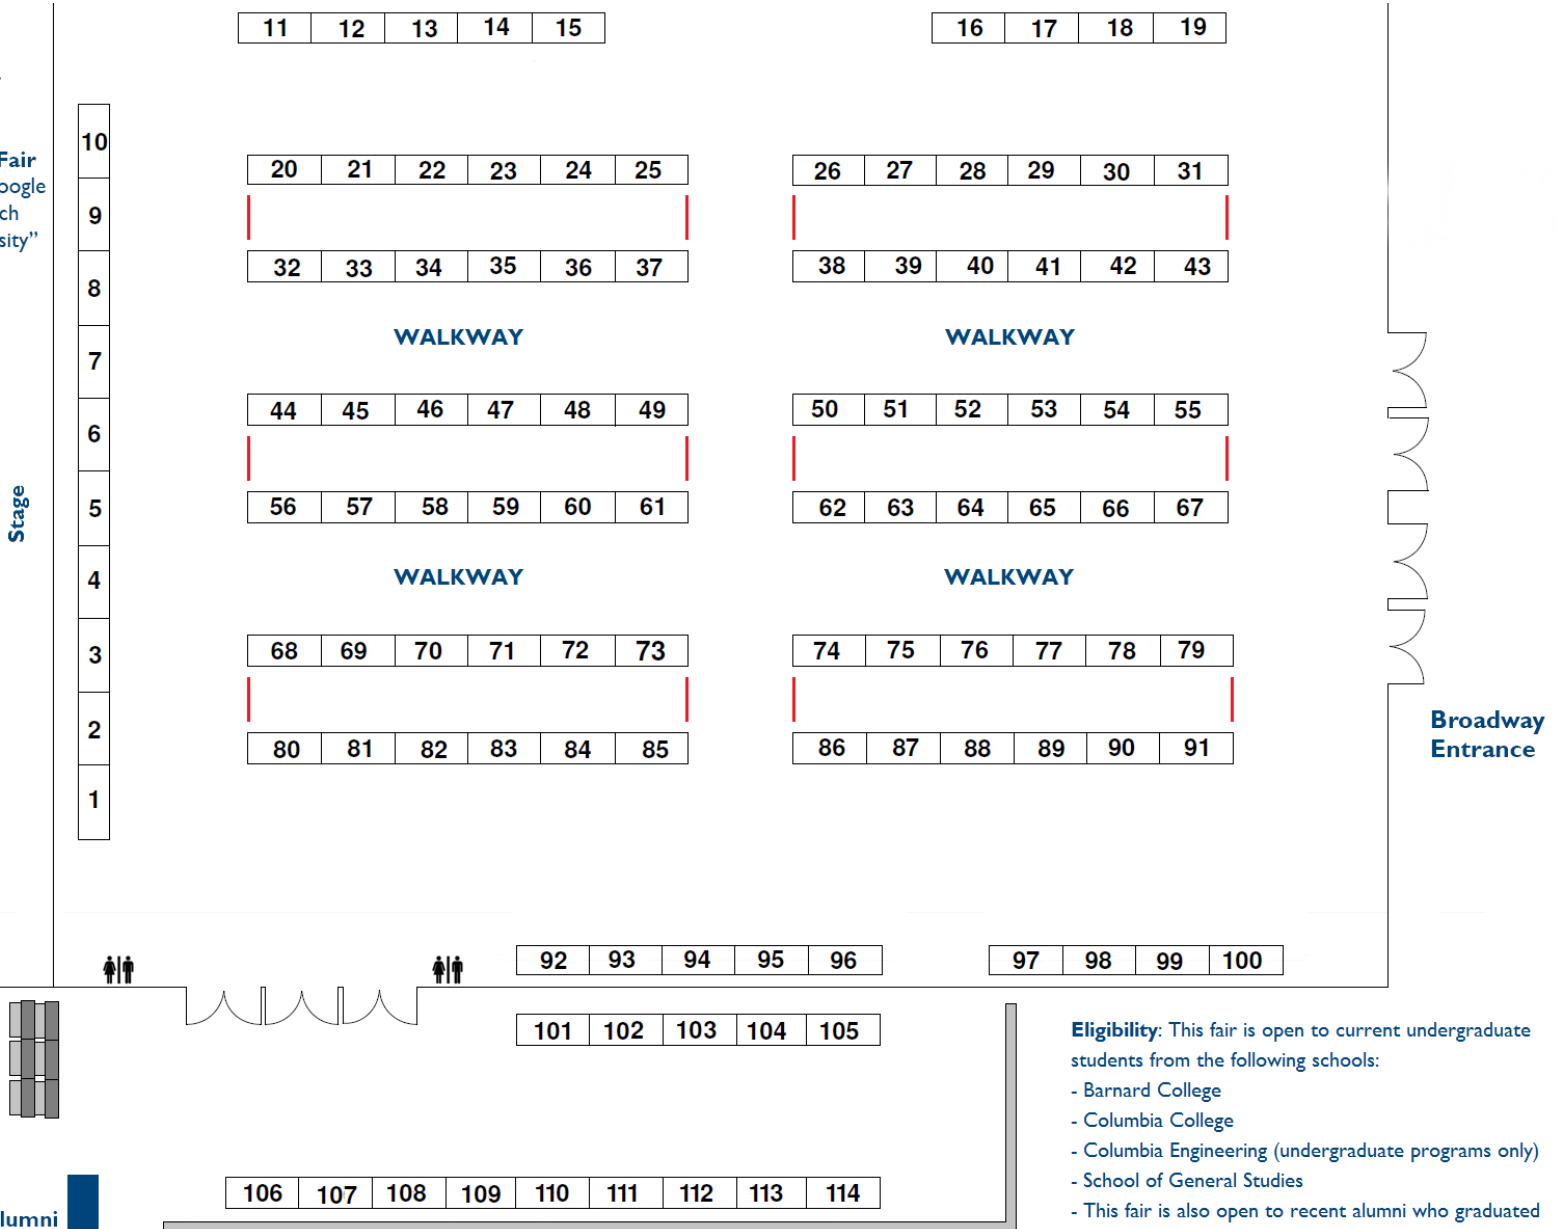 11 12 13 14 15
16 17 18 19
10
9
8
7
6
5
4
3
2
1
Fair
ch
sity”
Stage
20 21 22 23 24 25
26 27 28 29 30 31
32 33 34 35 36 37
38 39 40 41 42 43
WALKWAY
WALKWAY
44 45 46 47 48 49
50 51 52 53 54 55
56 57 58 59 60 61
62 63 64 65 66 67
WALKWAY
WALKWAY
68 69 70 71 72 73
74 75 76 77 78 79
80 81 82 83 84 85
86 87 88 89 90 91
Broadway
Entrance
92 93 94 95 96
97 98 99 100
101 102 103 104 105
106 107 108 109 110 111 112 113 114
lumni
Eligibility: This fair is open to current undergraduate
students from the following schools:
- Barnard College
- Columbia College
- Columbia Engineering (undergraduate programs only)
- School of General Studies
- This fair is also open to recent alumni who graduated